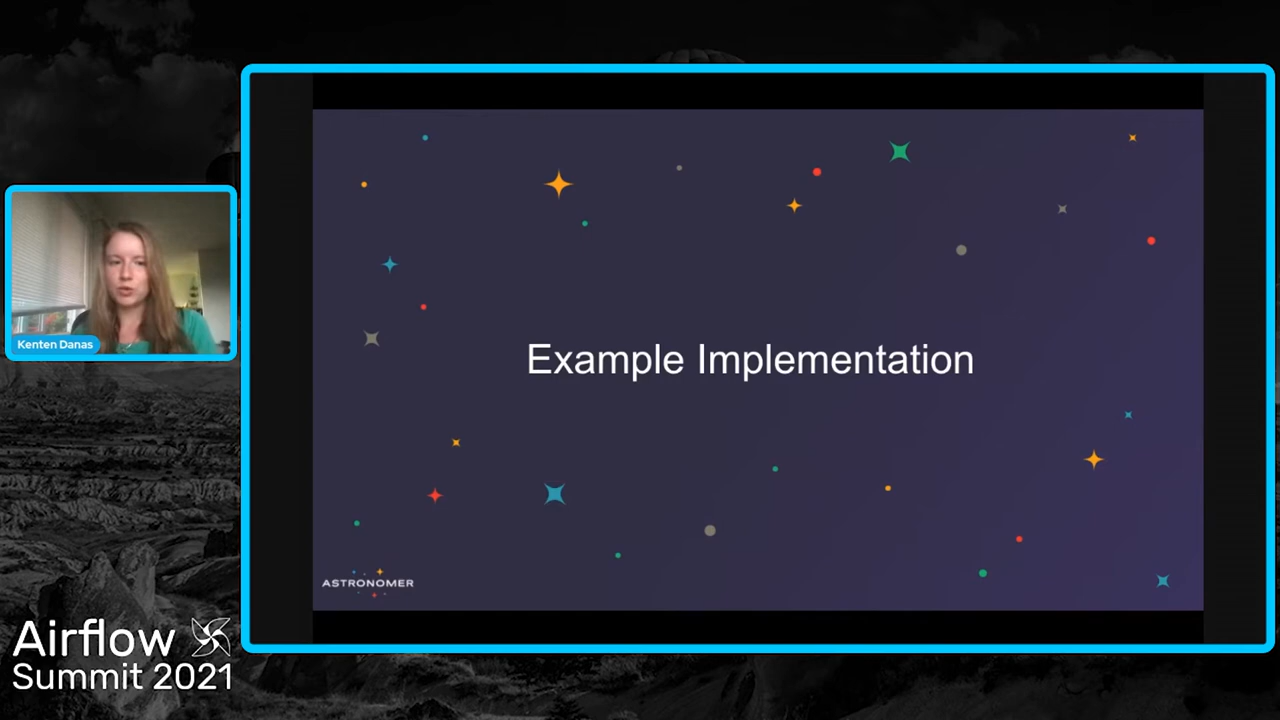 Kenten Danas
Example Implementation
ASTRONOMER
Airflow
Summit 2021